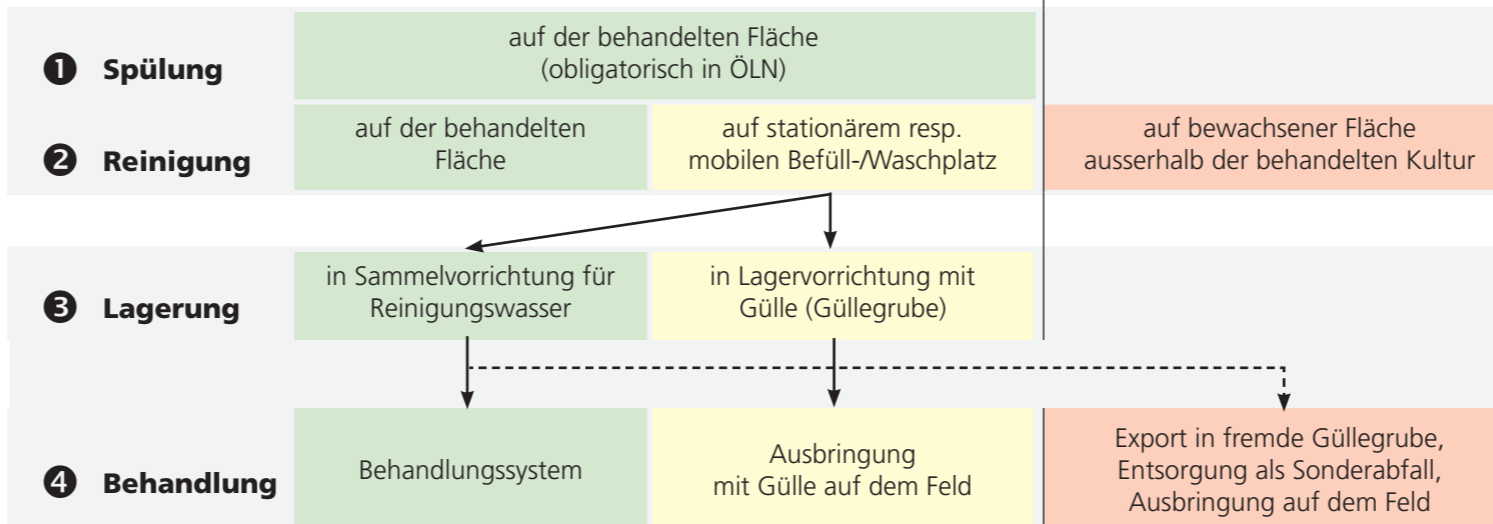 auf der behandelten Fläche
(obligatorisch in ÖLN)
❶ Spülung
auf der behandelten
Fläche
auf stationärem resp.
mobilen Befüll-/Waschplatz
auf bewachsener Fläche
ausserhalb der behandelten Kultur
❷ Reinigung
in Sammelvorrichtung für
Reinigungswasser
in Lagervorrichtung mit
Gülle (Güllegrube)
❸ Lagerung
Behandlungssystem
Ausbringung
mit Gülle auf dem Feld
Export in fremde Güllegrube,
Entsorgung als Sonderabfall,
Ausbringung auf dem Feld
❹ Behandlung